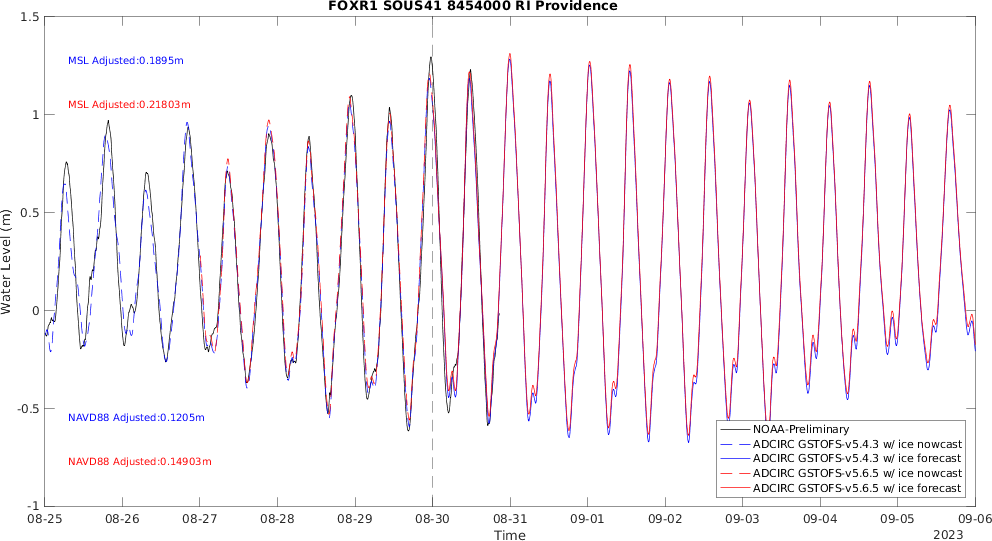 FOXR1 SOUS41 8454000 RI Providence
1.5
1
0.5
0
-0.5
-1
Water Level (m)
MSL Adjusted:0.1895m
MSL Adjusted:0.21803m
NAVD88 Adjusted:0.1205m
NAVD88 Adjusted:0.14903m
NOAA-Preliminary
ADCIRC GSTOFS-v5.4.3 w/ ice nowcast
ADCIRC GSTOFS-v5.4.3 w/ ice forecast
ADCIRC GSTOFS-v5.6.5 w/ ice nowcast
ADCIRC GSTOFS-v5.6.5 w/ ice forecast
08-25 08-26 08-27 08-28 08-29 08-30 08-31 09-01 09-02 09-03 09-04 09-05 09-06
Time
2023